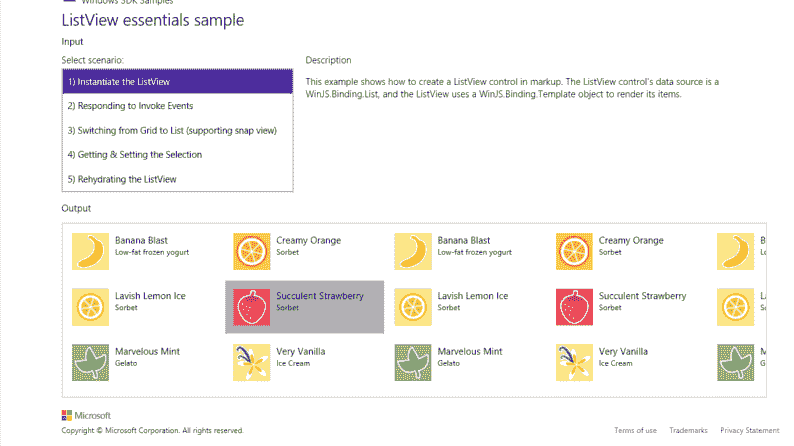 Windows SDK Samples
ListView essentials sample
Input
Select scenario:
1) Instantiate the ListView
2) Responding to Invoke Events
3) Switching from Grid to List (supporting snap view)
4) Getting & Setting the Selection
5) Rehydrating the ListView
Description
This example shows how to create a ListView control in markup. The ListView control's data source is a
WinJS.Binding.List, and the ListView uses a WinJS.Binding.Template object to render its items.
Output
Banana Blast
Low-fat frozen yogurt
Creamy Orange
Sorbet
Banana Blast
Low-fat frozen yogurt
Creamy Orange
Sorbet
B
Lo
Lavish Lemon Ice
Sorbet
Succulent Strawberry
Sorbet
Lavish Lemon Ice
Sorbet
Succulent Strawberry
Sorbet
La
So
Marvelous Mint
Gelato
Very Vanilla
Ice Cream
Marvelous Mint
Gelato
Very Vanilla
Ice Cream
M
Ge
Microsoft
Copyright © Microsoft Corporation. All rights reserved.
Terms of use
Trademarks
Privacy Statement